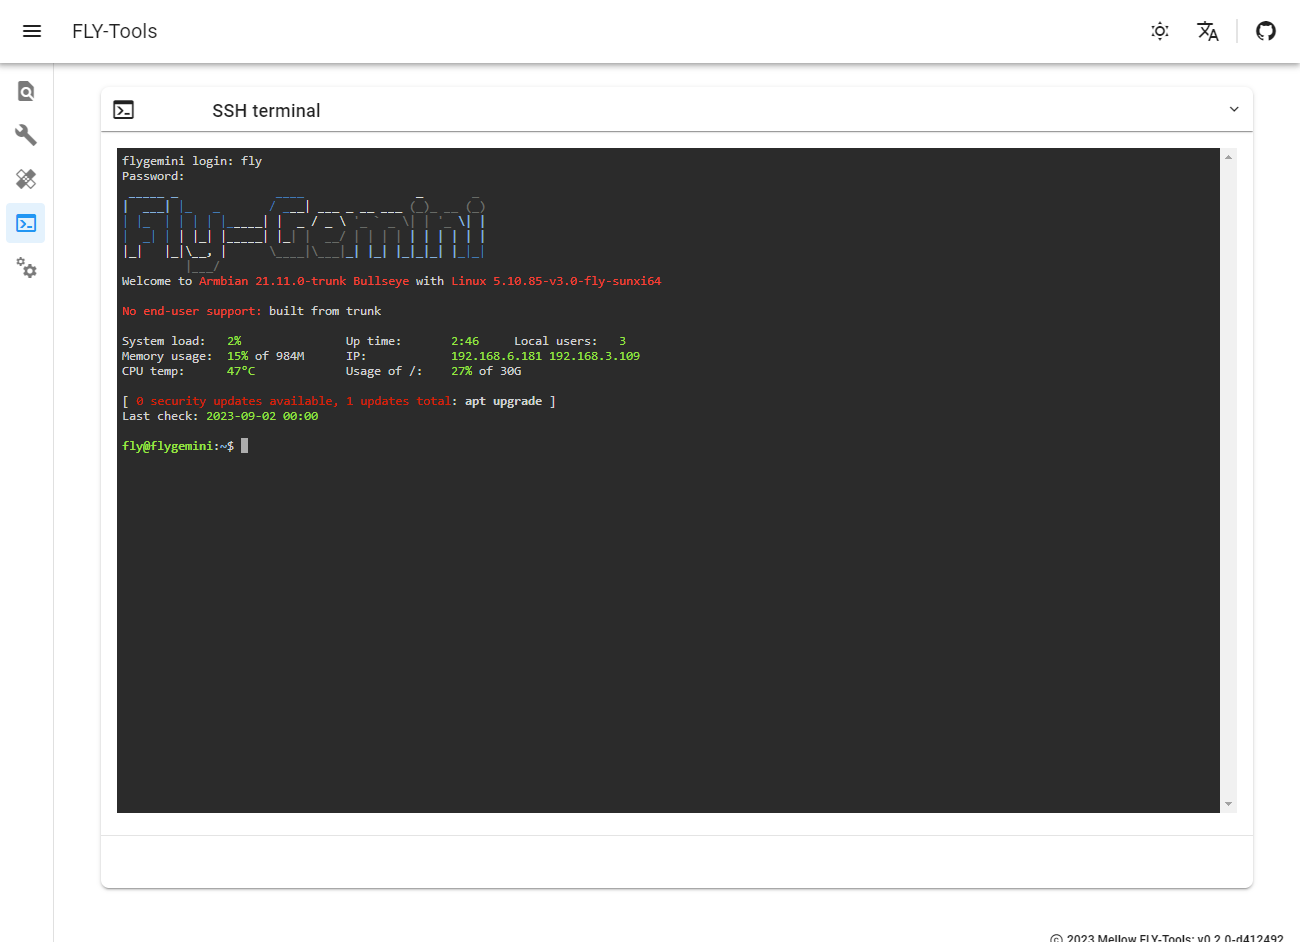 FLY-Tools
SSH terminal
flygemini login: fly
Password:
Fly-Gemini
Welcome to Armbian 21.11.0-trunk Bullseye with Linux 5.10.85-v3.0-fly-sunxi64
No end-user support: built from trunk
System load: 2% Up time: 2:46 Local users: 3
Memory usage: 15% of 984M IP: 192.168.6.181 192.168.3.109
CPU temp: 47°C Usage of /: 27% of 30G
[ 0 security updates available, 1 updates total: apt upgrade ]
Last check: 2023-09-02 00:00
fly@flygemini:~$
© 2023 Mellow FLY-Tools: v0.2.0-d412492